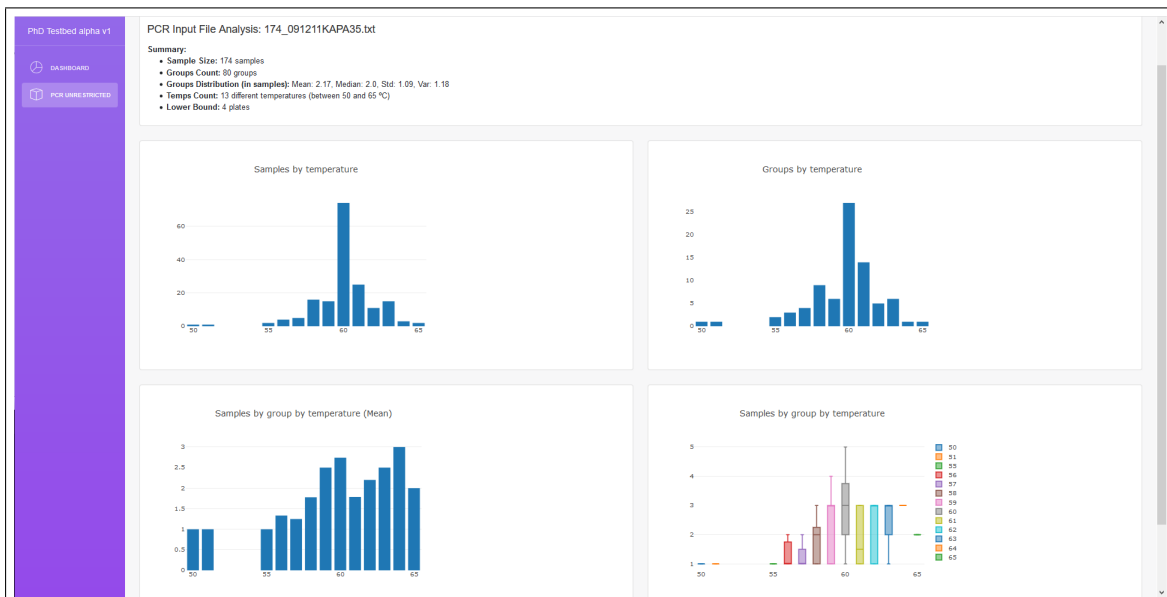 PhD Testbed alpha v1
DASHBOARD
PCR UNRESTRICTED
PCR Input File Analysis: 174_091211KAPA35.txt
Summary:
• Sample Size: 174 samples
• Groups Count: 80 groups
• Groups Distribution (in samples): Mean: 2.17, Median: 2.0, Std: 1.09, Var: 1.18
• Temps Count: 13 different temperatures (between 50 and 65 ºC)
• Lower Bound: 4 plates
Samples by temperature
60
40
20
0
50 55 60 65
Groups by temperature
25
20
15
10
5
0
50 55 60 65
Samples by group by temperature (Mean)
3
2.5
2
1.5
1
0.5
0
50 55 60 65
Samples by group by temperature
5
4
3
2
1
50 55 60 65
50
51
55
56
57
58
59
60
61
62
63
64
65